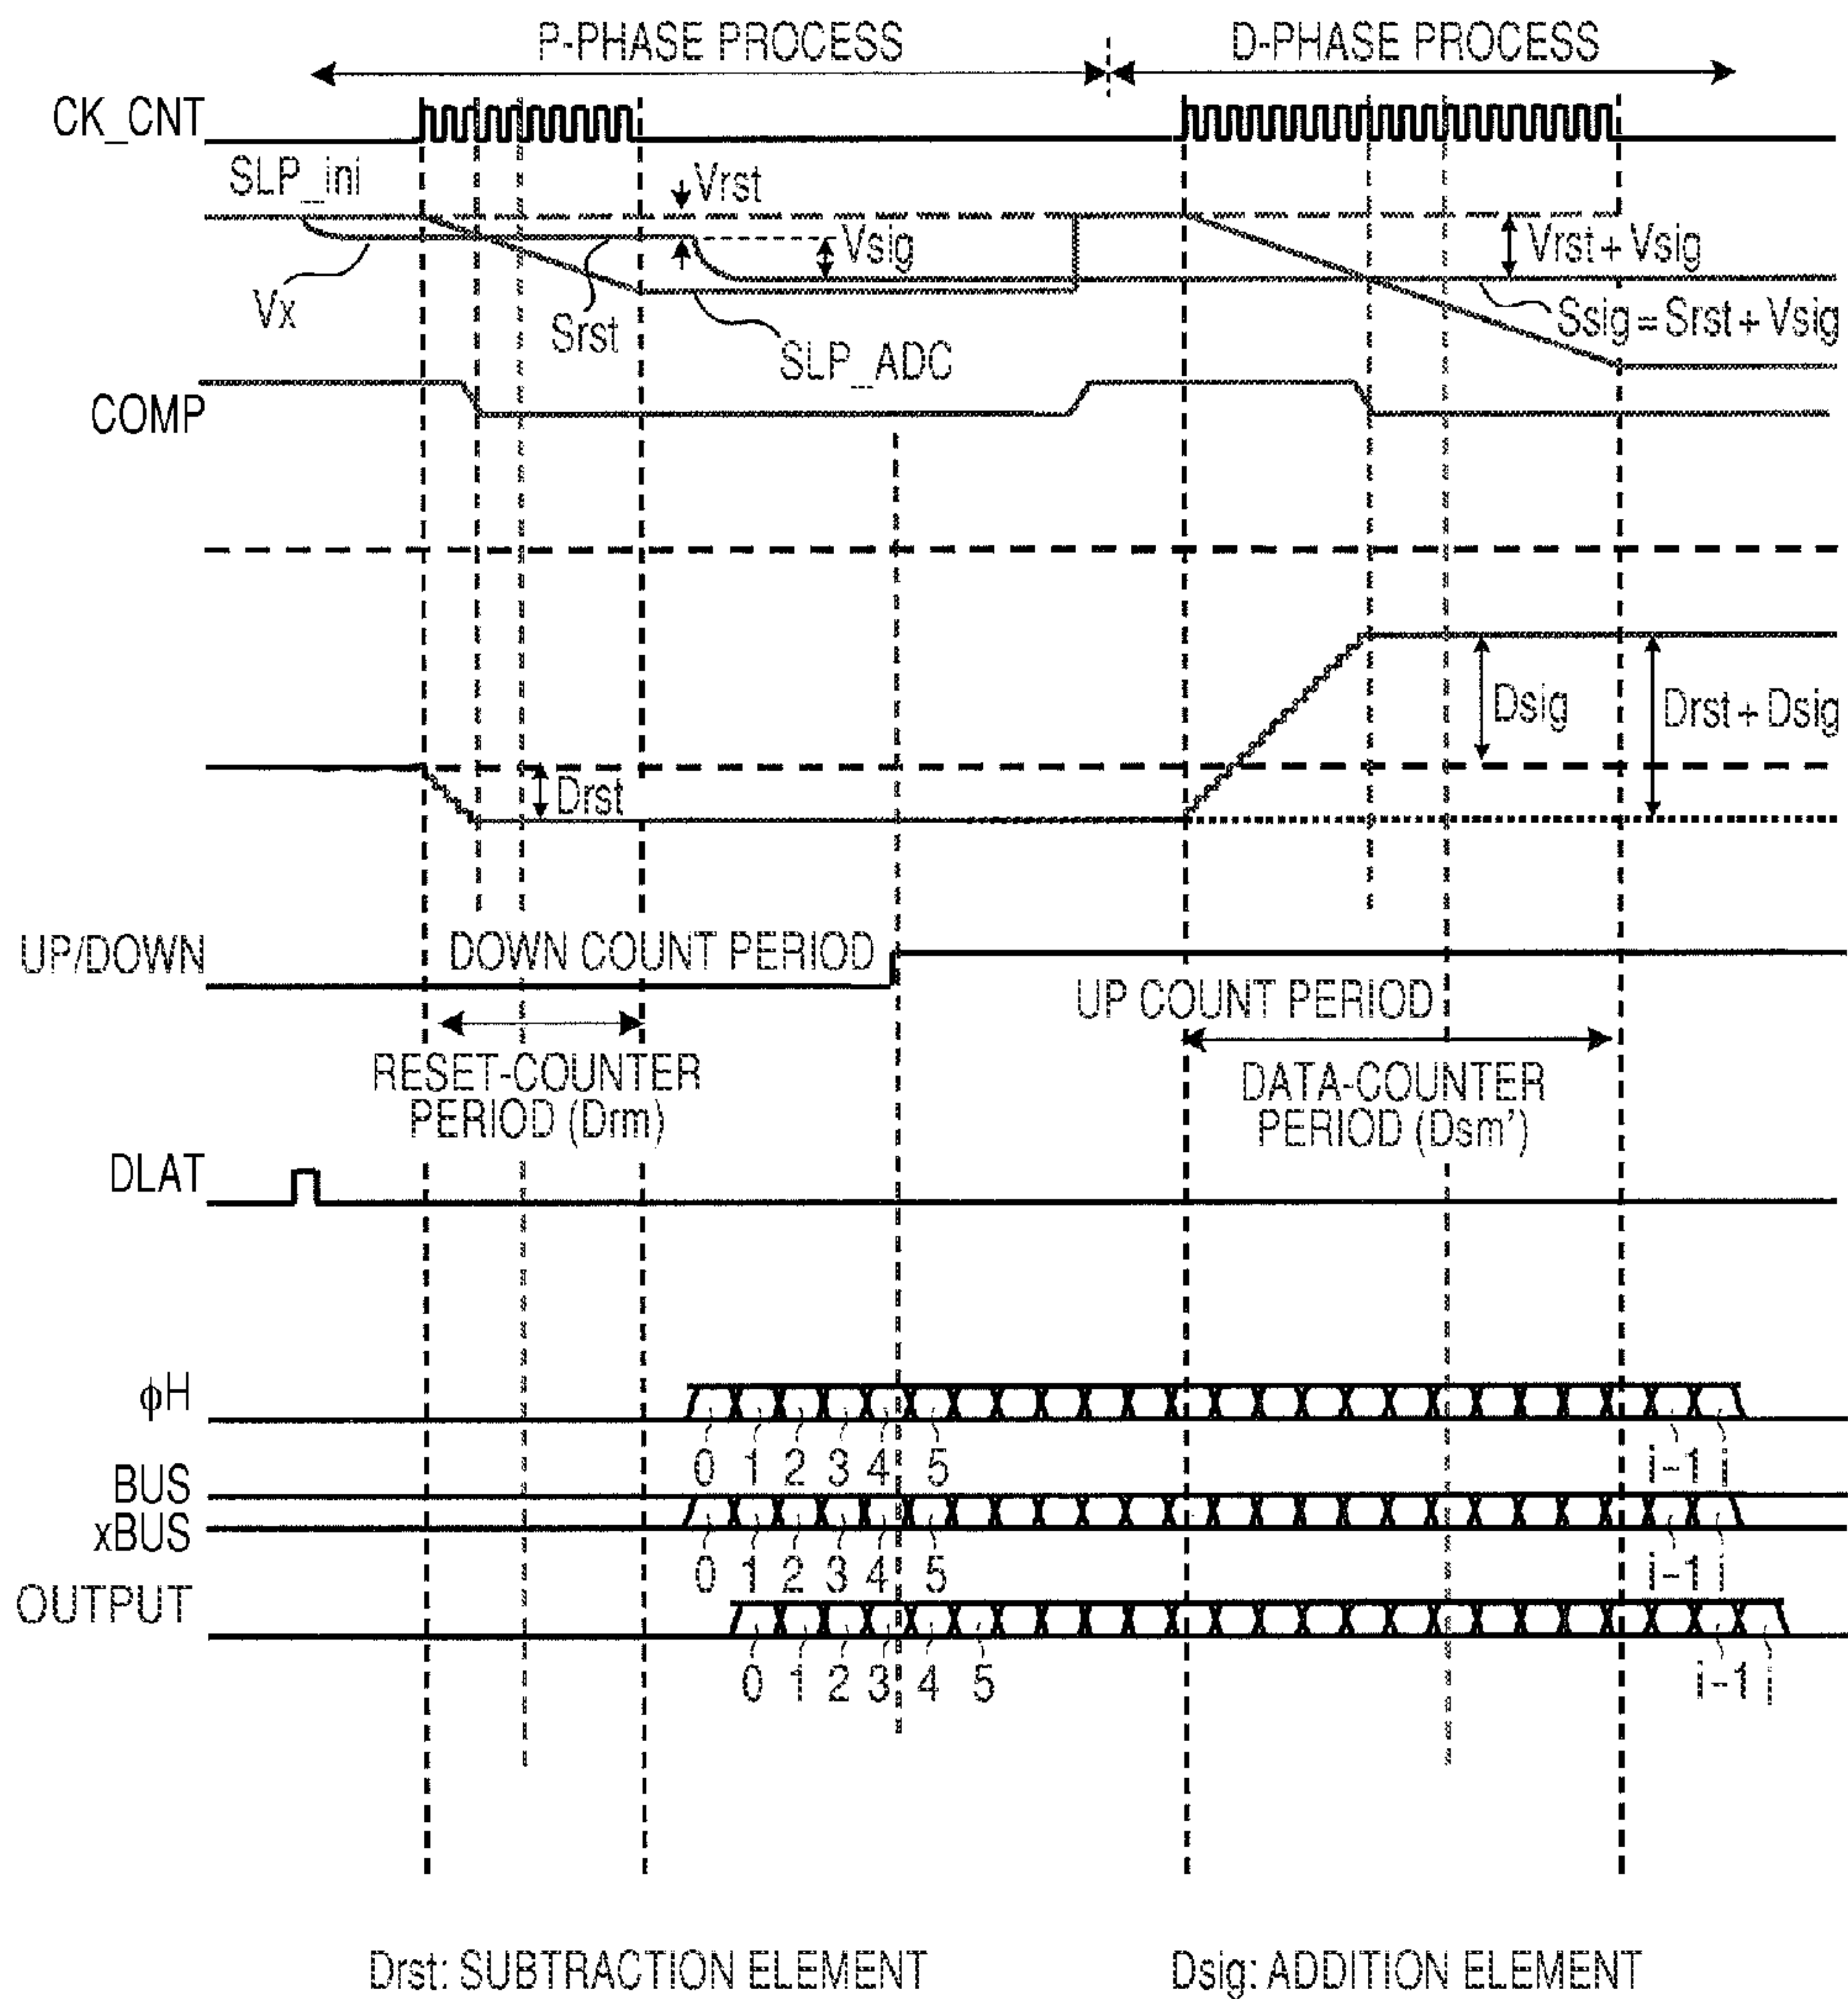 P-PHASE PROCESS
D-PHASE PROCESS
CK_CNT
SLP_ini
Vrst
Vsig
Vrst + Vsig
Vx
Srst
SLP_ADC
Ssig = Srst + Vsig
COMP
Dsig
Drst + Dsig
Drst
UP/DOWN
DOWN COUNT PERIOD
UP COUNT PERIOD
RESET-COUNTER
PERIOD (Drm)
DATA-COUNTER
PERIOD (Dsm')
DLAT
φH
0 1 2 3 4 5 i-1 i
BUS
xBUS
0 1 2 3 4 5 i-1 i
OUTPUT
0 1 2 3 4 5 i-1 i
Drst: SUBTRACTION ELEMENT
Dsig: ADDITION ELEMENT